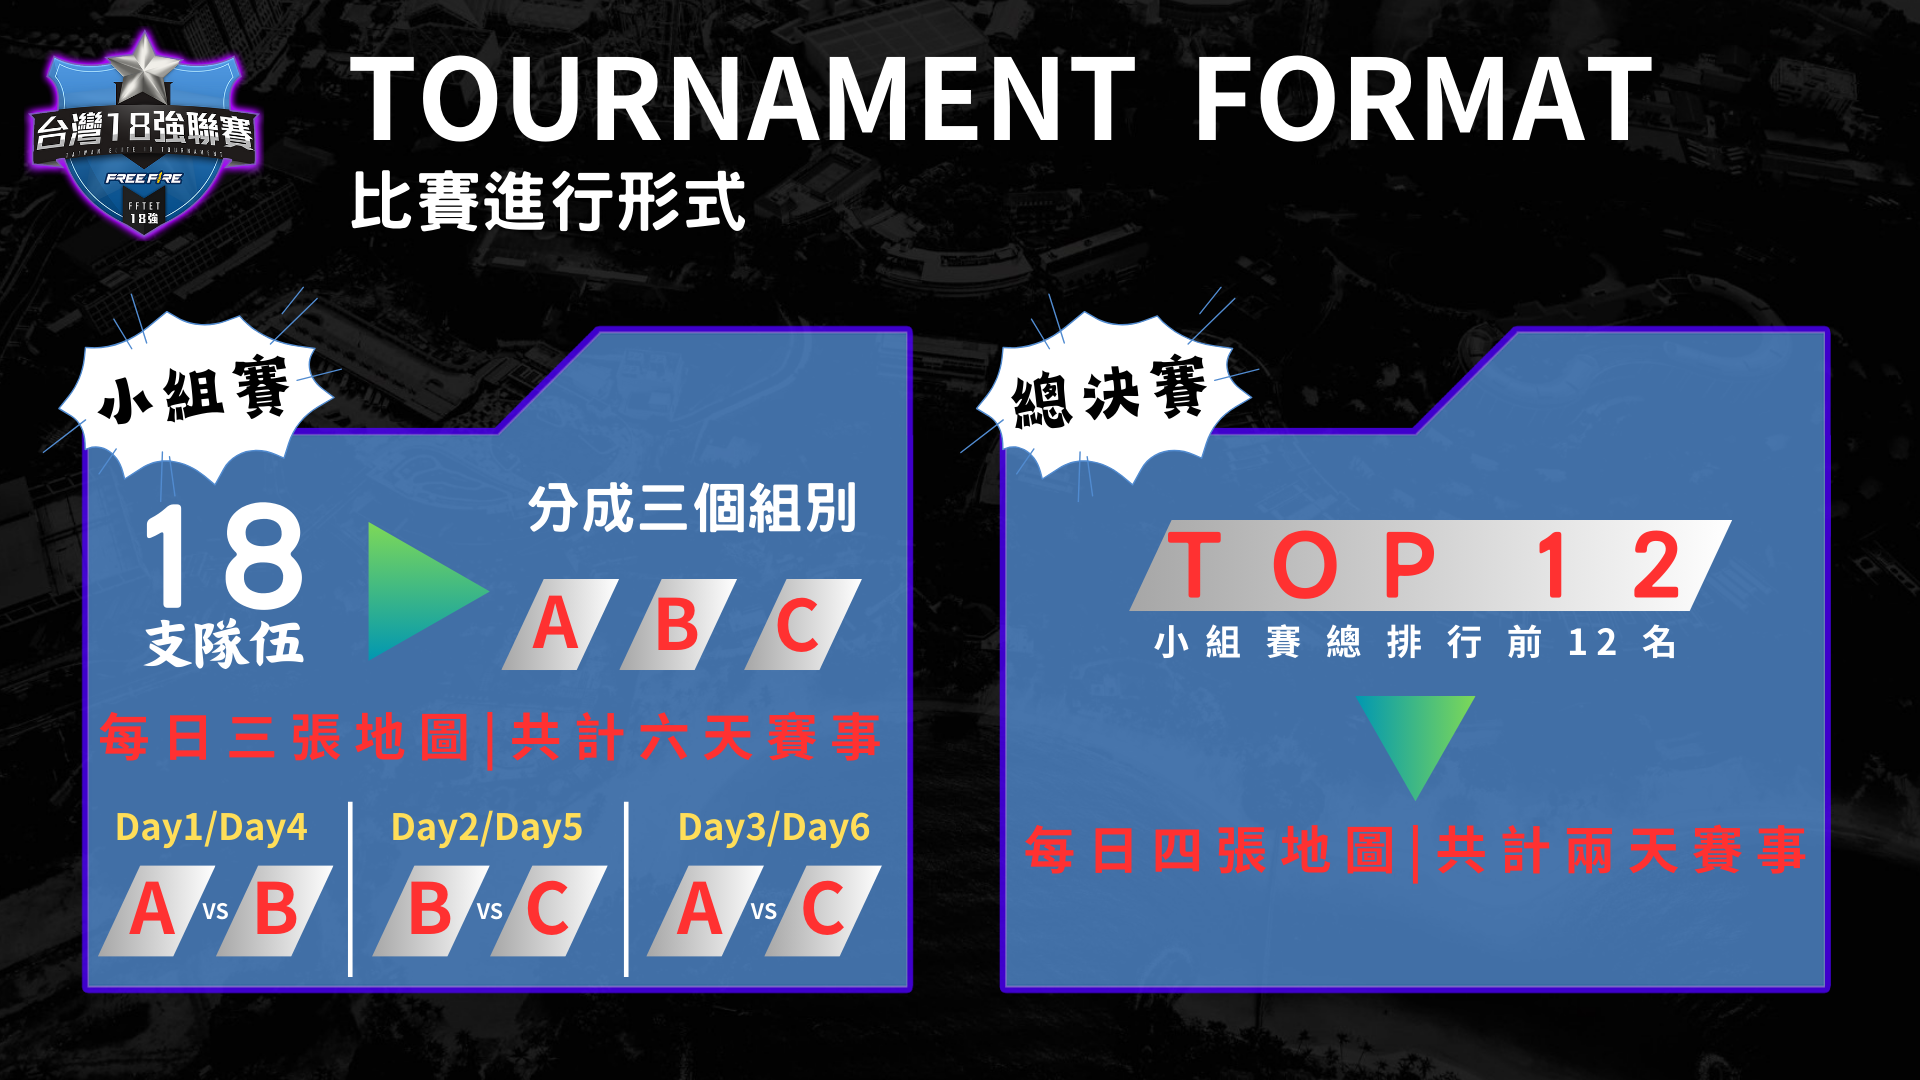 台灣18強聯賽
TAIWAN ELITE 18 TOURNAMENT
FREE FIRE
FFTET
18強
TOURNAMENT FORMAT
比賽進行形式
小組賽
18
支隊伍
分成三個組別
A B C
每日三張地圖|共計六天賽事
Day1/Day4
A vs B
Day2/Day5
B vs C
Day3/Day6
A vs C
總決賽
TOP 12
小組賽總排行前12名
每日四張地圖|共計兩天賽事